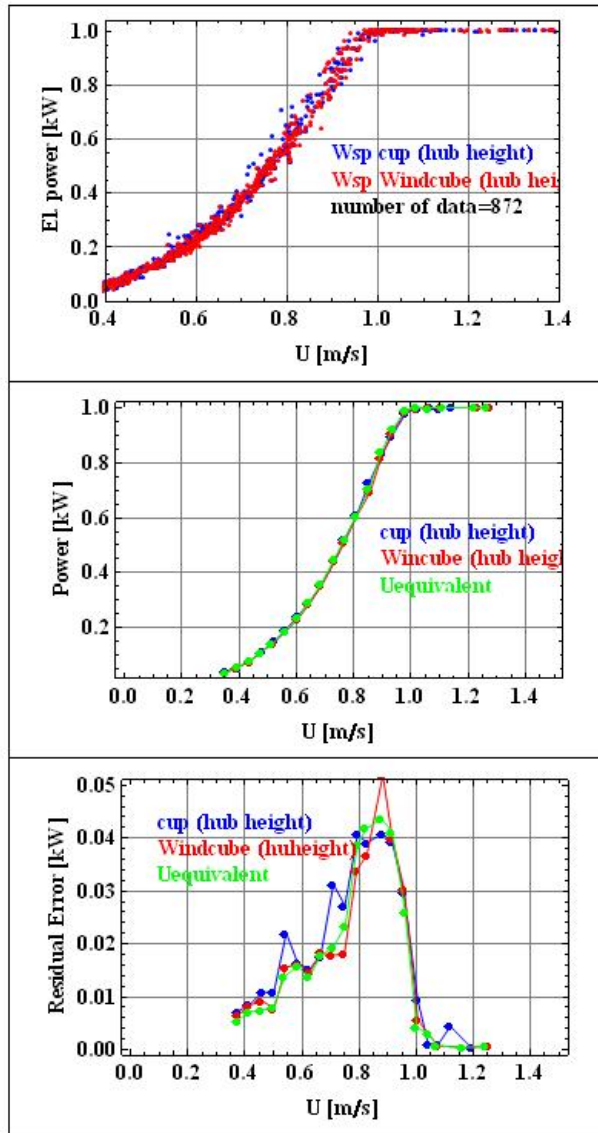 1.0
0.8
0.6
0.4
0.2
0.0
El. power [kW]
Wsp cup (hub height)
Wsp Windcube (hub hei
number of data=872
0.4 0.6 0.8 1.0 1.2 1.4
U [m/s]
1.0
0.8
0.6
0.4
0.2
Power [kW]
cup (hub height)
Wincube (hub heigh
Uequivalent
0.0 0.2 0.4 0.6 0.8 1.0 1.2 1.4
U [m/s]
0.05
0.04
0.03
0.02
0.01
0.00
Residual Error [kW]
cup (hub height)
Windcube (huheight)
Uequivalent
0.0 0.2 0.4 0.6 0.8 1.0 1.2 1.4
U [m/s]